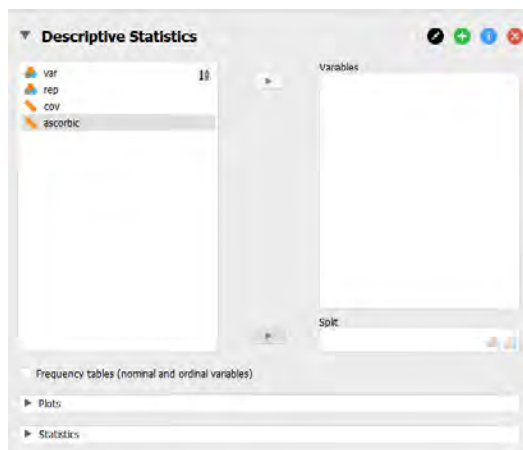 Descriptive Statistics
var
rep
cov
ascorbic
Variables
Split
Frequency tables (nominal and ordinal variables)
Plots
Statistics